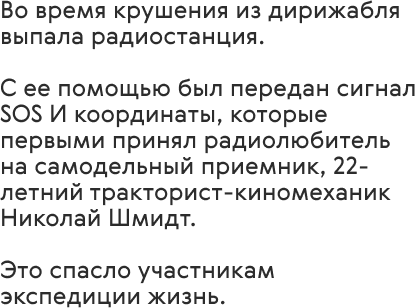 Во время крушения из дирижабля
выпала радиостанция.
С ее помощью был передан сигнал
SOS И координаты, которые
первыми принял радиолюбитель
на самодельный приемник, 22-
летний тракторист-киномеханик
Николай Шмидт.
Это спасло участникам
экспедиции жизнь.